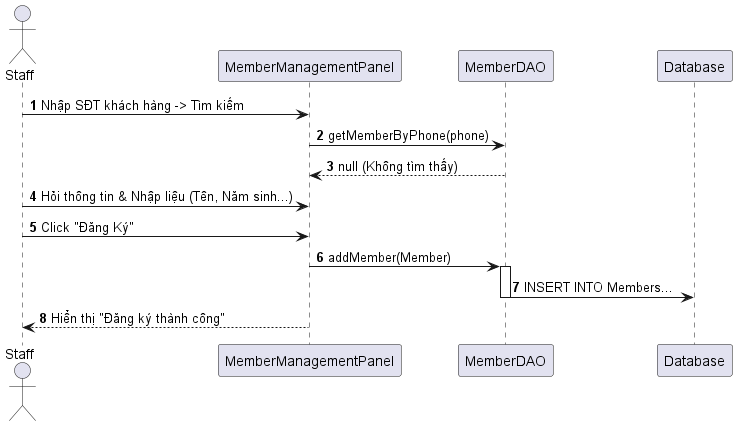 Staff
MemberManagementPanel
MemberDAO
Database
1 Nhập SĐT khách hàng -> Tìm kiếm
2 getMemberByPhone(phone)
3 null (Không tìm thấy)
4 Hỏi thông tin & Nhập liệu (Tên, Năm sinh...)
5 Click "Đăng Ký"
6 addMember(Member)
7 INSERT INTO Members...
8 Hiển thị "Đăng ký thành công"
Staff
MemberManagementPanel
MemberDAO
Database